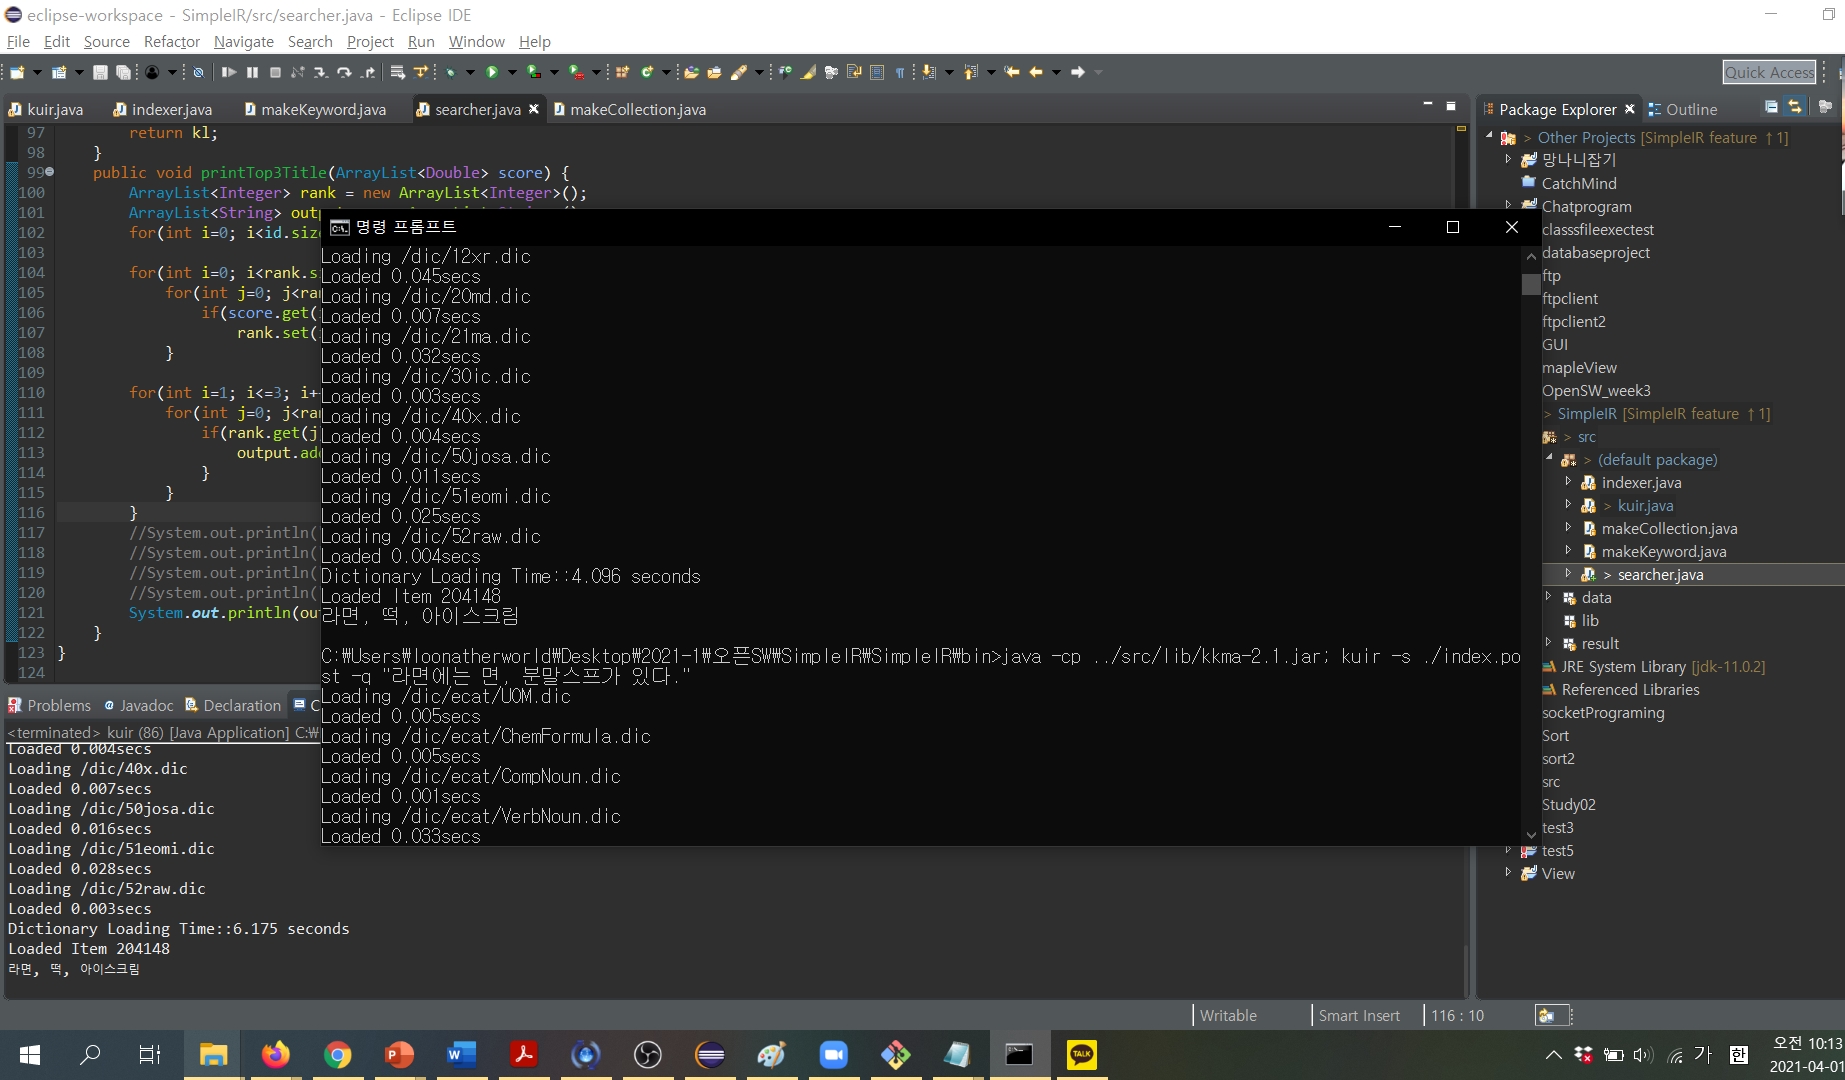 eclipse-workspace - SimpleIR/src/searcher.java - Eclipse IDE
File Edit Source Refactor Navigate Search Project Run Window Help
Quick Access
kuir.java indexer.java makeKeyword.java searcher.java makeCollection.java
97 return kl;
98 }
99 public void printTop3Title(ArrayList<Double> score) {
100 ArrayList<Integer> rank = new ArrayList<Integer>();
101 ArrayList<String>
102 for(int i=0; i<id.siz
103
104 for(int i=0; i<rank.s
105 for(int j=0; j<ra
106 if(score.get(
107 rank.set(
108 }
109
110 for(int i=1; i<=3; i+
111 for(int j=0; j<ra
112 if(rank.get(j
113 output.ad
114 }
115 }
116 }
117 //System.out.println(
118 //System.out.println(
119 //System.out.println(
120 //System.out.println(
121 System.out.println(ou
122 }
123 }
124
명령 프롬프트
Loading /dic/12xr.dic
Loaded 0.045secs
Loading /dic/20md.dic
Loaded 0.007secs
Loading /dic/21ma.dic
Loaded 0.032secs
Loading /dic/30ic.dic
Loaded 0.003secs
Loading /dic/40x.dic
Loaded 0.004secs
Loading /dic/50josa.dic
Loaded 0.011secs
Loading /dic/51eomi.dic
Loaded 0.025secs
Loading /dic/52raw.dic
Loaded 0.004secs
Dictionary Loading Time::4.096 seconds
Loaded Item 204148
라면, 떡, 아이스크림
C:₩Users₩loonatherworld₩Desktop₩2021-1₩오픈SW₩SimpleIR₩SimpleIR₩bin>java -cp ../src/lib/kkma-2.1.jar; kuir -s ./index.po
st -q "라면에는 면, 분말스프가 있다."
Loading /dic/ecat/UOM.dic
Loaded 0.005secs
Loading /dic/ecat/ChemFormula.dic
Loaded 0.005secs
Loading /dic/ecat/CompNoun.dic
Loaded 0.001secs
Loading /dic/ecat/VerbNoun.dic
Loaded 0.033secs
Problems Javadoc Declaration C
<terminated> kuir (86) [Java Application] C:₩
Loaded 0.004secs
Loading /dic/40x.dic
Loaded 0.007secs
Loading /dic/50josa.dic
Loaded 0.016secs
Loading /dic/51eomi.dic
Loaded 0.028secs
Loading /dic/52raw.dic
Loaded 0.003secs
Dictionary Loading Time::6.175 seconds
Loaded Item 204148
라면, 떡, 아이스크림
Package Explorer Outline
> Other Projects [SimpleIR feature ↑1]
망나니잡기
CatchMind
Chatprogram
classsfileexectest
databaseproject
ftp
ftpclient
ftpclient2
GUI
mapleView
OpenSW_week3
> SimpleIR [SimpleIR feature ↑1]
> src
> (default package)
indexer.java
> kuir.java
makeCollection.java
makeKeyword.java
> searcher.java
data
lib
result
JRE System Library [jdk-11.0.2]
Referenced Libraries
socketPrograming
Sort
sort2
src
Study02
test3
test5
View
Writable Smart Insert 116 : 10
TALK
가 한
오전 10:13
2021-04-01